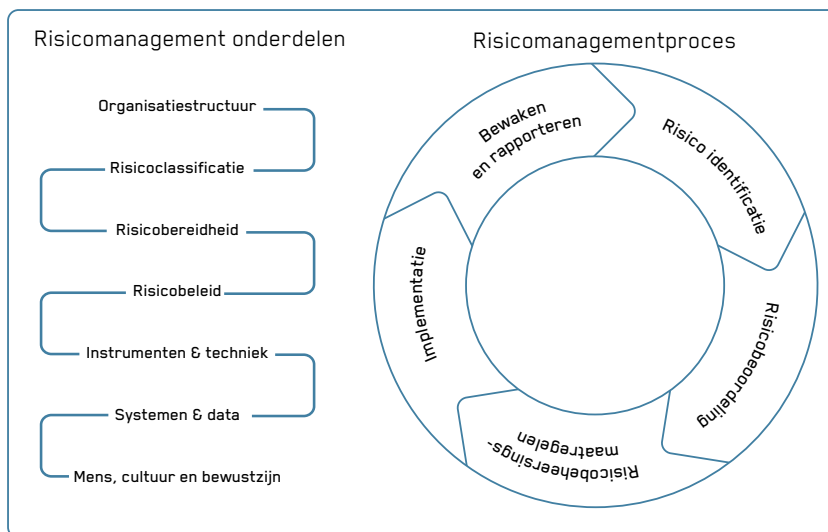 Risicomanagement onderdelen
Organisatiestructuur
Risicoclassificatie
Risicobereidheid
Risicobeleid
Instrumenten & techniek
Systemen & data
Mens, cultuur en bewustzijn
Risicomanagementproces
Risico identificatie
Risicobeoordeling
Risicobeheersings-
maatregelen
Implementatie
Bewaken
en rapporteren